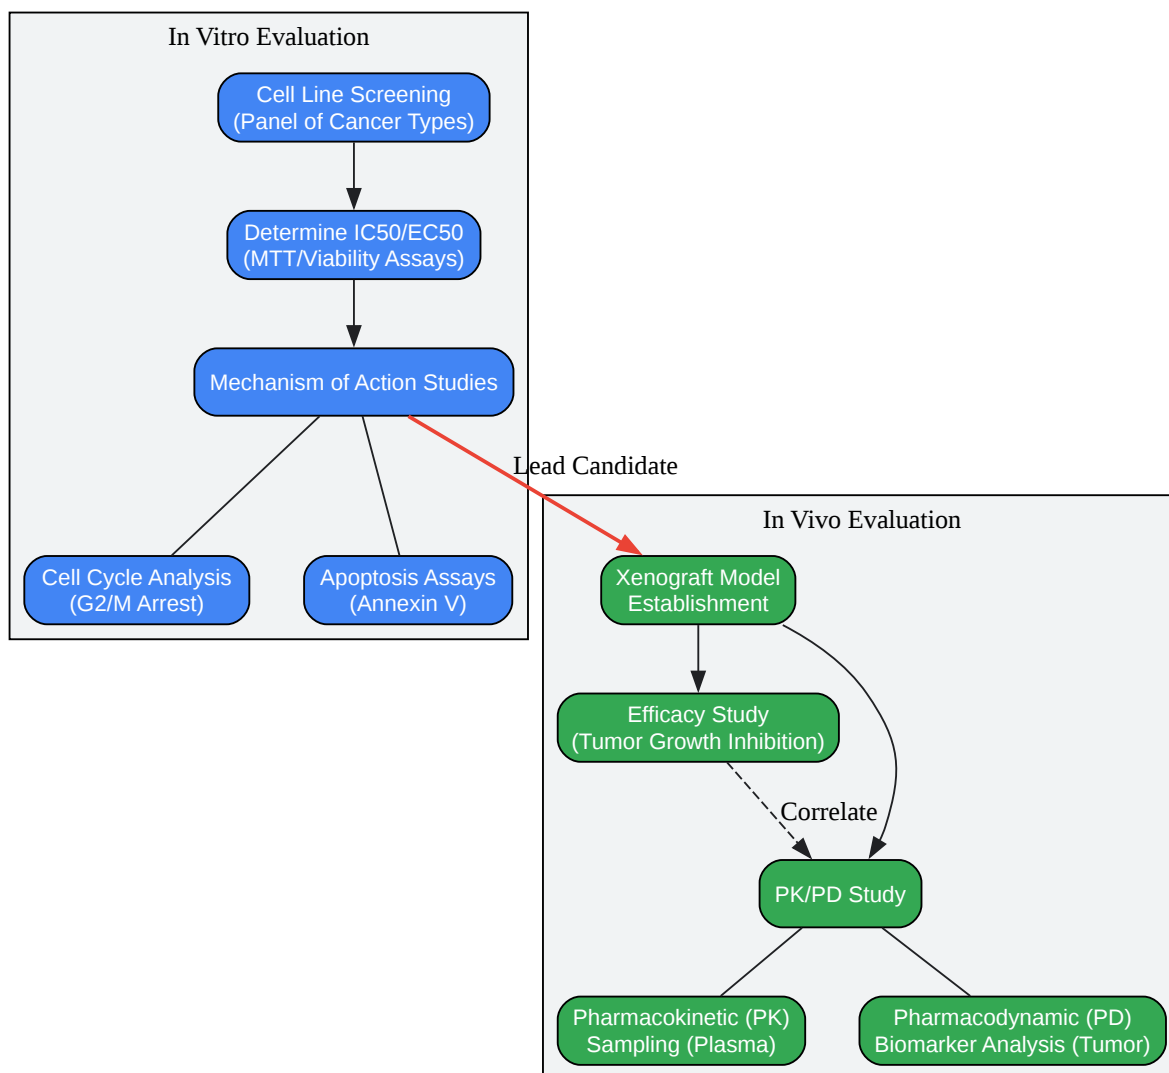 In Vitro Evaluation
Cell Line Screening
(Panel of Cancer Types)
Determine IC50/EC50
(MTT/Viability Assays)
Mechanism of Action Studies
Lead Candidate
Cell Cycle Analysis
(G2/M Arrest)
Apoptosis Assays
(Annexin V)
In Vivo Evaluation
Xenograft Model
Establishment
Efficacy Study
(Tumor Growth Inhibition)
Correlate
PK/PD Study
Pharmacokinetic (PK)
Sampling (Plasma)
Pharmacodynamic (PD)
Biomarker Analysis (Tumor)